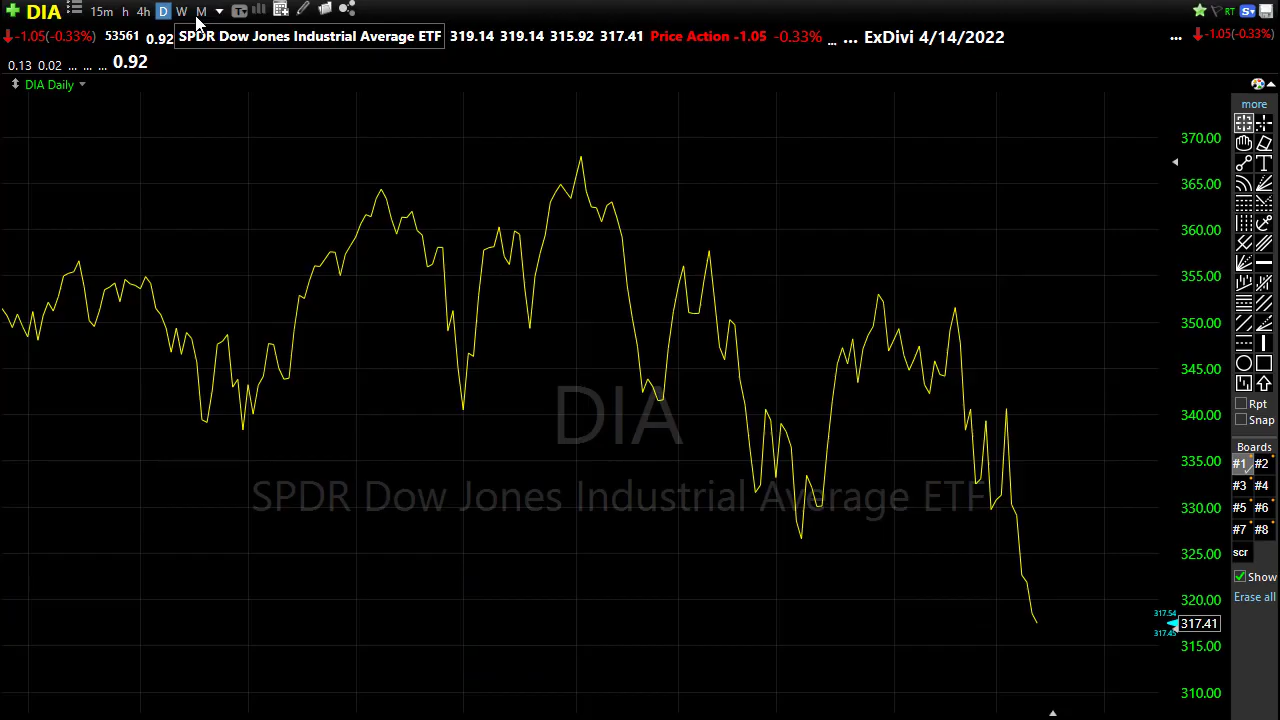 DIA 15m h 4h D W M T RT S
-1.05(-0.33%) 53561 0.92 SPDR Dow Jones Industrial Average ETF 319.14 319.14 315.92 317.41 Price Action -1.05 -0.33% ... ... ExDivi 4/14/2022 ... -1.05(-0.33%)
0.13 0.02 ... ... ... 0.92
DIA Daily
more
370.00
365.00
360.00
355.00
350.00
345.00
340.00
335.00
330.00
325.00
320.00
317.54
317.41
317.45
315.00
310.00
DIA
SPDR Dow Jones Industrial Average ETF
T
Rpt
Snap
Boards
#1 #2
#3 #4
#5 #6
#7 #8
scr
Show
Erase all